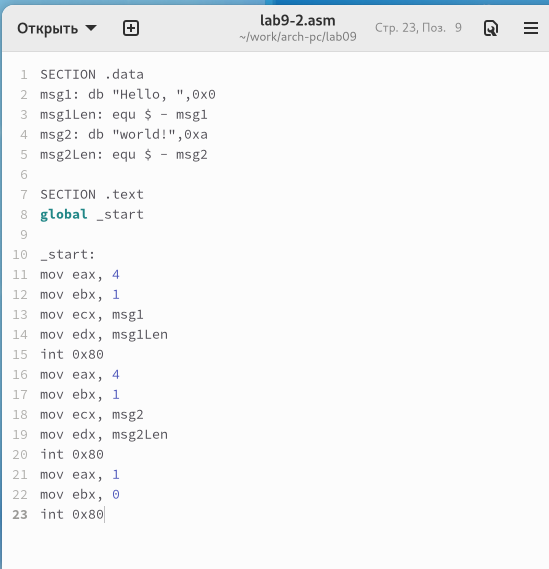 Открыть
lab9-2.asm
~/work/arch-pc/lab09
Стр. 23, Поз. 9
1 SECTION .data
2 msg1: db "Hello, ",0x0
3 msg1Len: equ $ - msg1
4 msg2: db "world!",0xa
5 msg2Len: equ $ - msg2
6
7 SECTION .text
8 global _start
9
10 _start:
11 mov eax, 4
12 mov ebx, 1
13 mov ecx, msg1
14 mov edx, msg1Len
15 int 0x80
16 mov eax, 4
17 mov ebx, 1
18 mov ecx, msg2
19 mov edx, msg2Len
20 int 0x80
21 mov eax, 1
22 mov ebx, 0
23 int 0x80